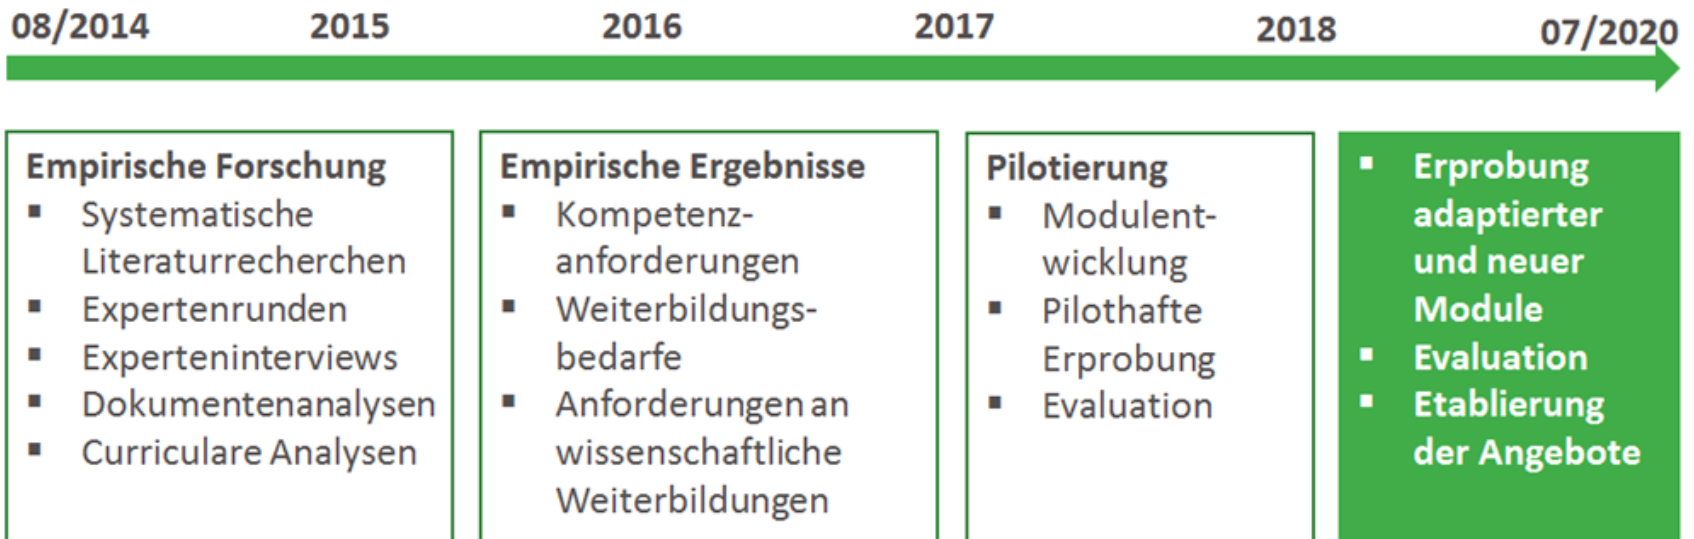 08/2014 2015 2016 2017 2018 07/2020
Empirische Forschung
▪ Systematische
Literaturrecherchen
▪ Expertenrunden
▪ Experteninterviews
▪ Dokumentenanalysen
▪ Curriculare Analysen
Empirische Ergebnisse
▪ Kompetenz-
anforderungen
▪ Weiterbildungs-
bedarfe
▪ Anforderungen an
wissenschaftliche
Weiterbildungen
Pilotierung
▪ Modulent-
wicklung
▪ Pilothafte
Erprobung
▪ Evaluation
▪ Erprobung
adaptierter
und neuer
Module
▪ Evaluation
▪ Etablierung
der Angebote